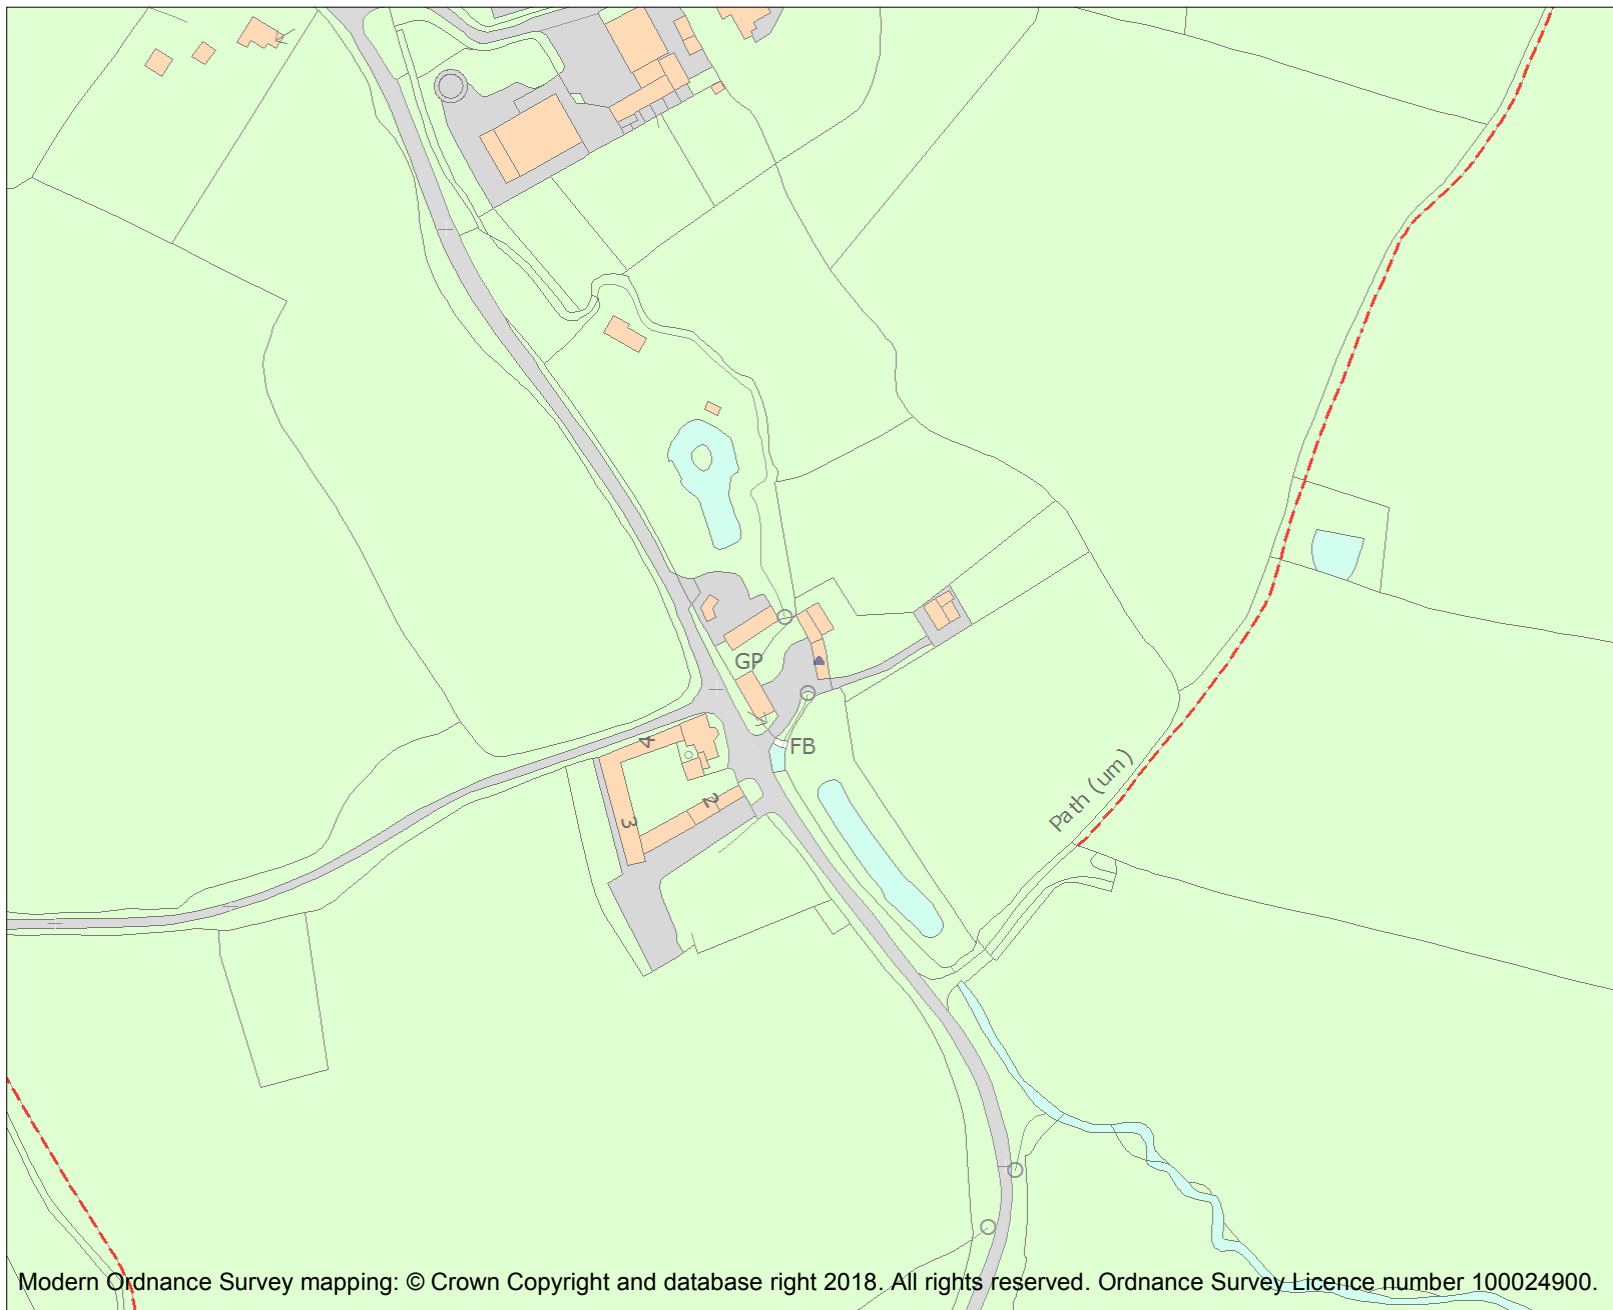 GP
FB
4
2
3
Path (um)
Modern Ordnance Survey mapping: © Crown Copyright and database right 2018. All rights reserved. Ordnance Survey Licence number 100024900.